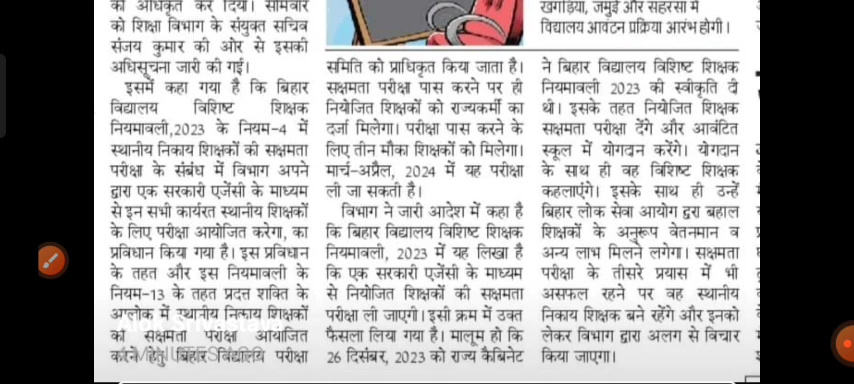 को अधिकृत कर दिया। सोमवार
को शिक्षा विभाग के संयुक्त सचिव
संजय कुमार की ओर से इसकी
अधिसूचना जारी की गई।
इसमें कहा गया है कि बिहार
विद्यालय विशिष्ट शिक्षक
नियमावली,2023 के नियम-4 में
स्थानीय निकाय शिक्षकों की सक्षमता
परीक्षा के संबंध में विभाग अपने
द्वारा एक सरकारी एजेंसी के माध्यम
से इन सभी कार्यरत स्थानीय शिक्षकों
के लिए परीक्षा आयोजित करेगा, का
प्रविधान किया गया है। इस प्रविधान
के तहत और इस नियमावली के
नियम-13 के तहत प्रदत्त शक्ति के
आलोक में स्थानीय निकाय शिक्षकों
की सक्षमता परीक्षा आयोजित
करने हेतु बिहार विद्यालय परीक्षा
समिति को प्राधिकृत किया जाता है।
सक्षमता परीक्षा पास करने पर ही
नियोजित शिक्षकों को राज्यकर्मी का
दर्जा मिलेगा। परीक्षा पास करने के
लिए तीन मौका शिक्षकों को मिलेगा।
मार्च-अप्रैल, 2024 में यह परीक्षा
ली जा सकती है।
विभाग ने जारी आदेश में कहा है
कि बिहार विद्यालय विशिष्ट शिक्षक
नियमावली, 2023 में यह लिखा है
कि एक सरकारी एजेंसी के माध्यम
से नियोजित शिक्षकों की सक्षमता
परीक्षा ली जाएगी। इसी क्रम में उक्त
फैसला लिया गया है। मालूम हो कि
26 दिसंबर, 2023 को राज्य कैबिनेट
खगड़िया, जमुई और सहरसा में
विद्यालय आवंटन प्रक्रिया आरंभ होगी।
ने बिहार विद्यालय विशिष्ट शिक्षक
नियमावली 2023 की स्वीकृति दी
थी। इसके तहत नियोजित शिक्षक
सक्षमता परीक्षा देंगे और आवंटित
स्कूल में योगदान करेंगे। योगदान
के साथ ही वह विशिष्ट शिक्षक
कहलाएंगे। इसके साथ ही उन्हें
बिहार लोक सेवा आयोग द्वारा बहाल
शिक्षकों के अनुरूप वेतनमान व
अन्य लाभ मिलने लगेगा। सक्षमता
परीक्षा के तीसरे प्रयास में भी
असफल रहने पर वह स्थानीय
निकाय शिक्षक बने रहेंगे और इनको
लेकर विभाग द्वारा अलग से विचार
किया जाएगा।
Alok Srivastava
MINUTES AGO